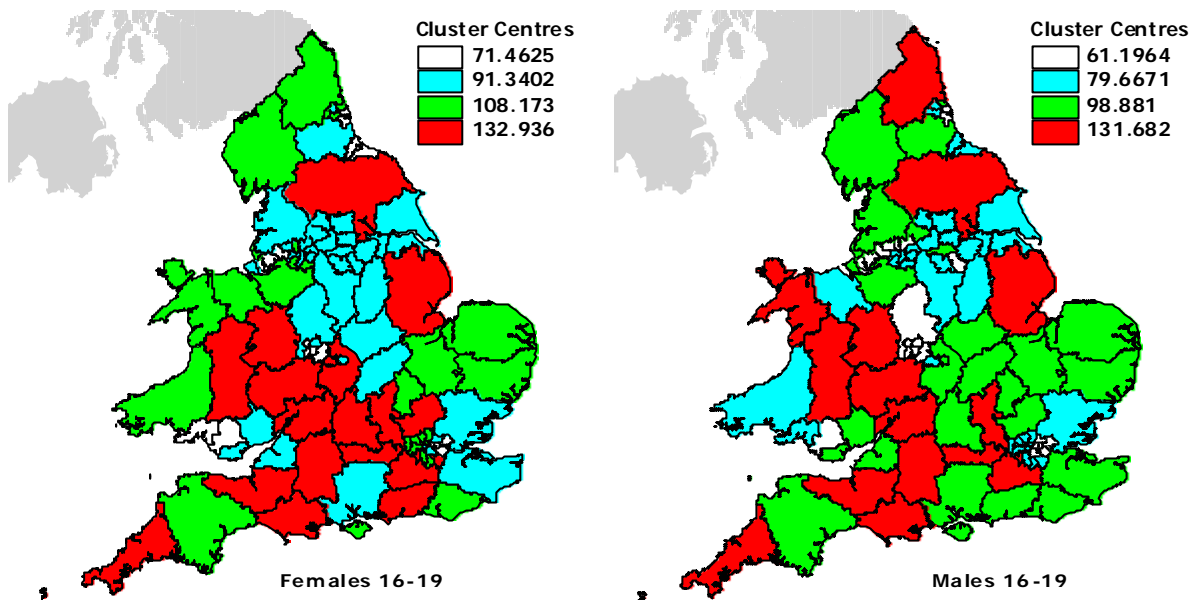 Cluster Centres
71.4625
91.3402
108.173
132.936
Females 16-19
Cluster Centres
61.1964
79.6671
98.881
131.682
Males 16-19